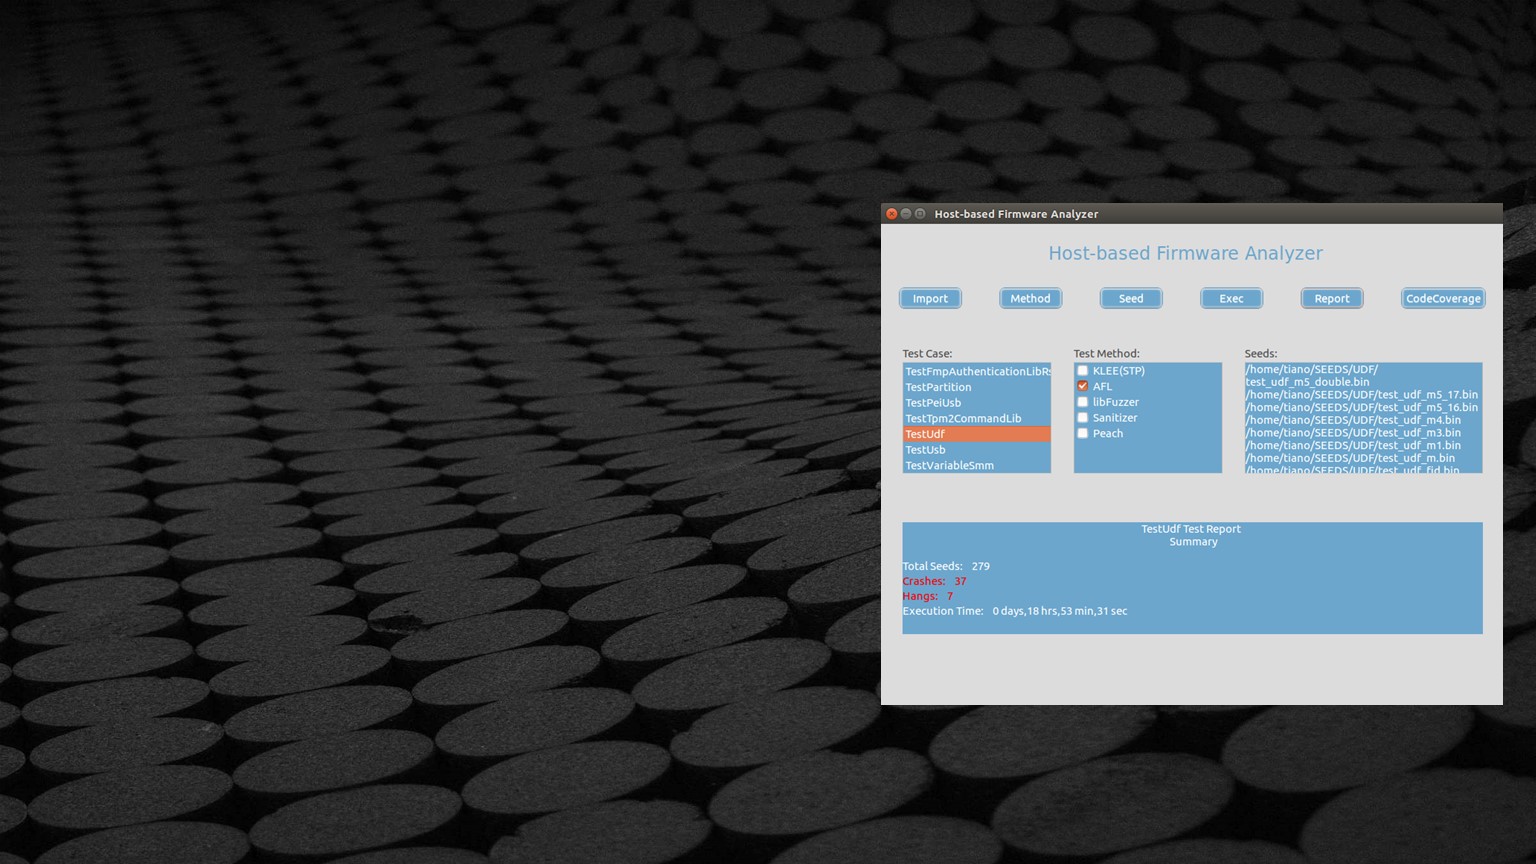 Host-based Firmware Analyzer
Host-based Firmware Analyzer
Import Method Seed Exec Report CodeCoverage
Test Case:
TestFmpAuthenticationLibRs
TestPartition
TestPeiUsb
TestTpm2CommandLib
TestUdf
TestUsb
TestVariableSmm
Test Method:
KLEE(STP)
AFL
libFuzzer
Sanitizer
Peach
Seeds:
/home/tiano/SEEDS/UDF/
test_udf_m5_double.bin
/home/tiano/SEEDS/UDF/test_udf_m5_17.bin
/home/tiano/SEEDS/UDF/test_udf_m5_16.bin
/home/tiano/SEEDS/UDF/test_udf_m4.bin
/home/tiano/SEEDS/UDF/test_udf_m3.bin
/home/tiano/SEEDS/UDF/test_udf_m1.bin
/home/tiano/SEEDS/UDF/test_udf_m.bin
/home/tiano/SEEDS/UDF/test_udf_fid.bin
TestUdf Test Report
Summary
Total Seeds: 279
Crashes: 37
Hangs: 7
Execution Time: 0 days,18 hrs,53 min,31 sec